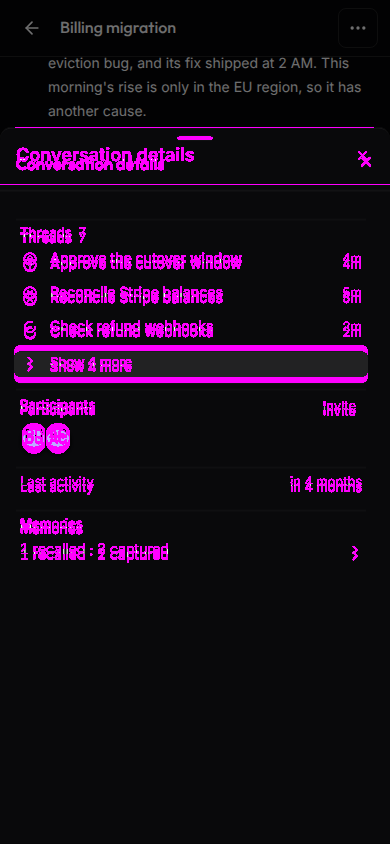 Billing migration
eviction bug, and its fix shipped at 2 AM. This
morning's rise is only in the EU region, so it has
another cause.
Conversation details
Threads 7
Approve the cutover window 4m
Reconcile Stripe balances
Check refund webhooks
Show 4 more
Participants Invite
Last activity in 4 months
Memories
1 recalled · 2 captured